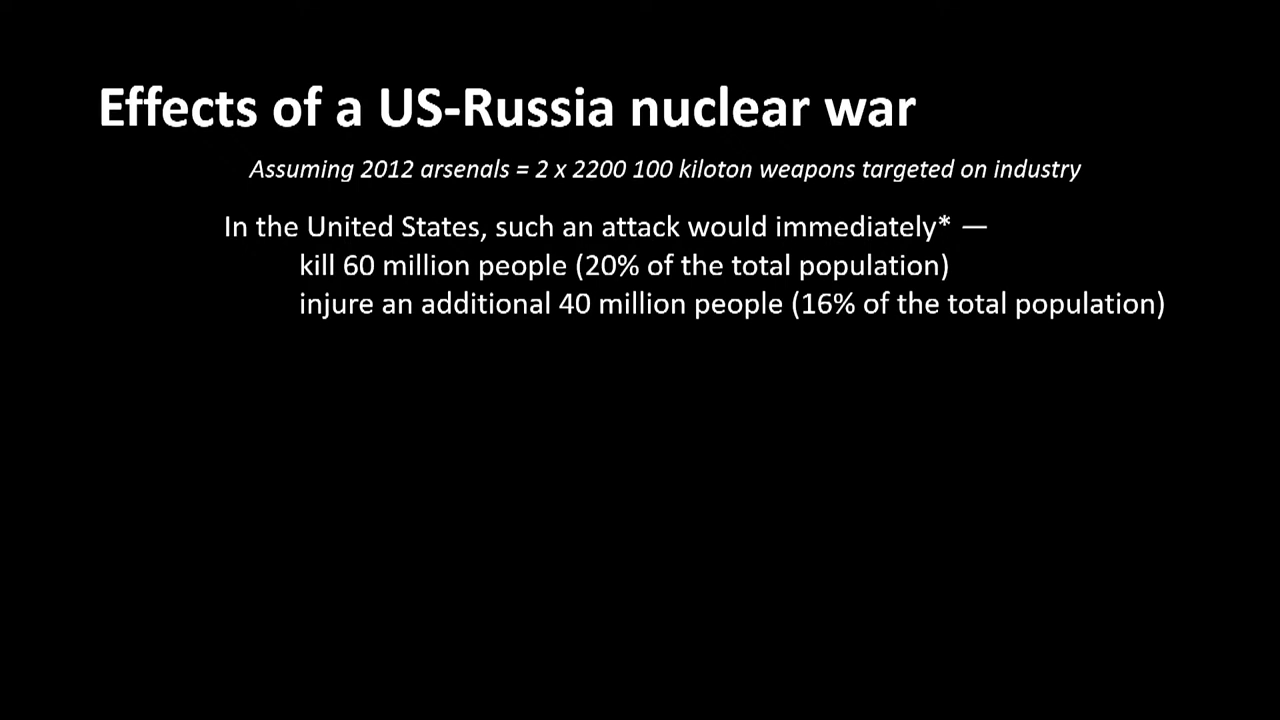 Effects of a US-Russia nuclear war
Assuming 2012 arsenals = 2 x 2200 100 kiloton weapons targeted on industry
In the United States, such an attack would immediately* —
kill 60 million people (20% of the total population)
injure an additional 40 million people (16% of the total population)